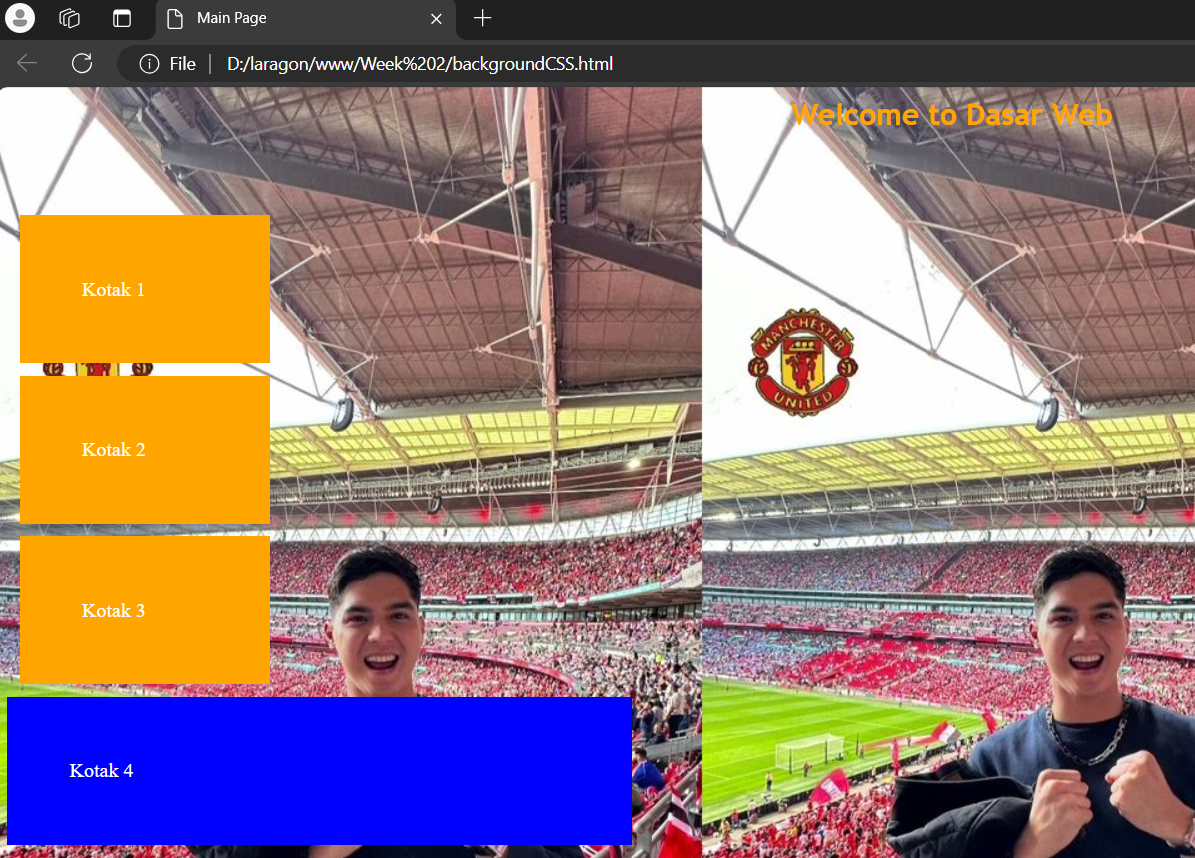 Main Page
File
D:/laragon/www/Week%202/backgroundCSS.html
Welcome to Dasar Web
Kotak 1
MANCHESTER
UNITED
Kotak 2
Kotak 3
Kotak 4